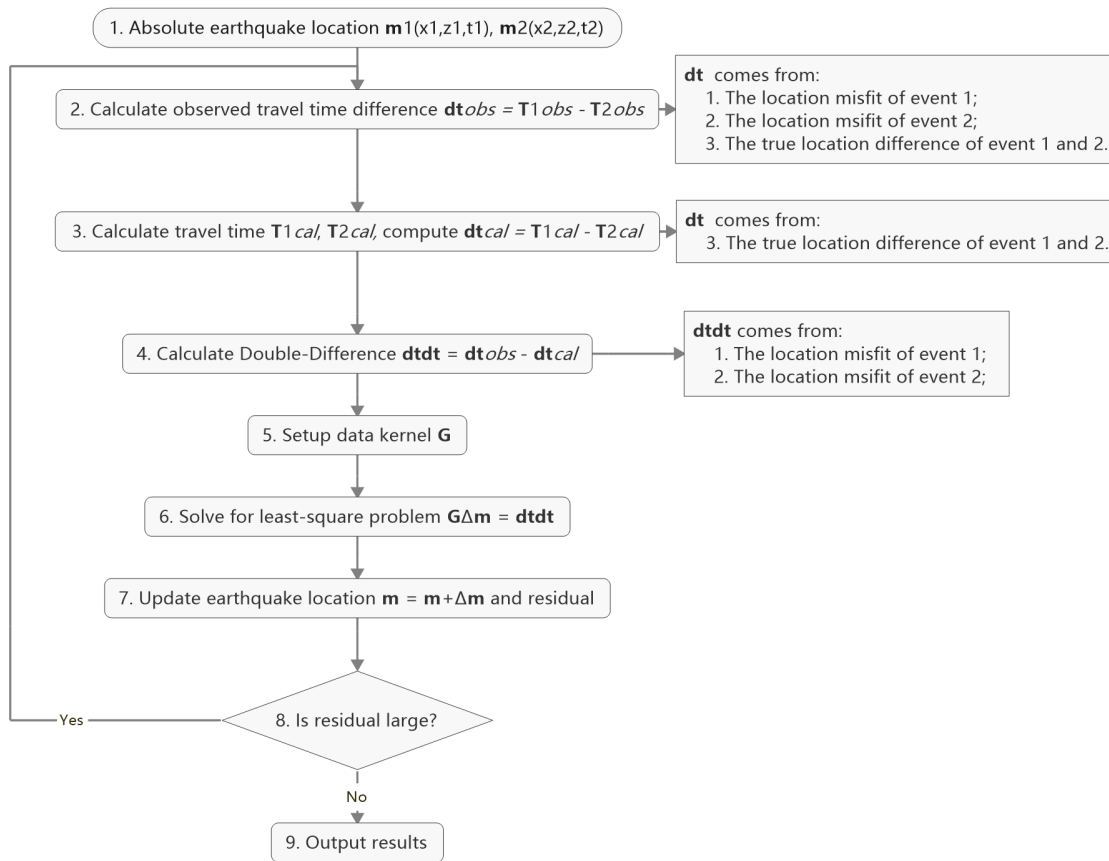 1. Absolute earthquake location m1(x1,z1,t1), m2(x2,z2,t2)
2. Calculate observed travel time difference dtobs = T1obs - T2obs
dt comes from:
1. The location misfit of event 1;
2. The location msifit of event 2;
3. The true location difference of event 1 and 2.
3. Calculate travel time T1cal, T2cal, compute dtcal = T1cal - T2cal
dt comes from:
3. The true location difference of event 1 and 2.
4. Calculate Double-Difference dtdt = dtobs - dtcal
dtdt comes from:
1. The location misfit of event 1;
2. The location msifit of event 2;
5. Setup data kernel G
6. Solve for least-square problem GΔm = dtdt
7. Update earthquake location m = m+Δm and residual
8. Is residual large?
Yes
No
9. Output results